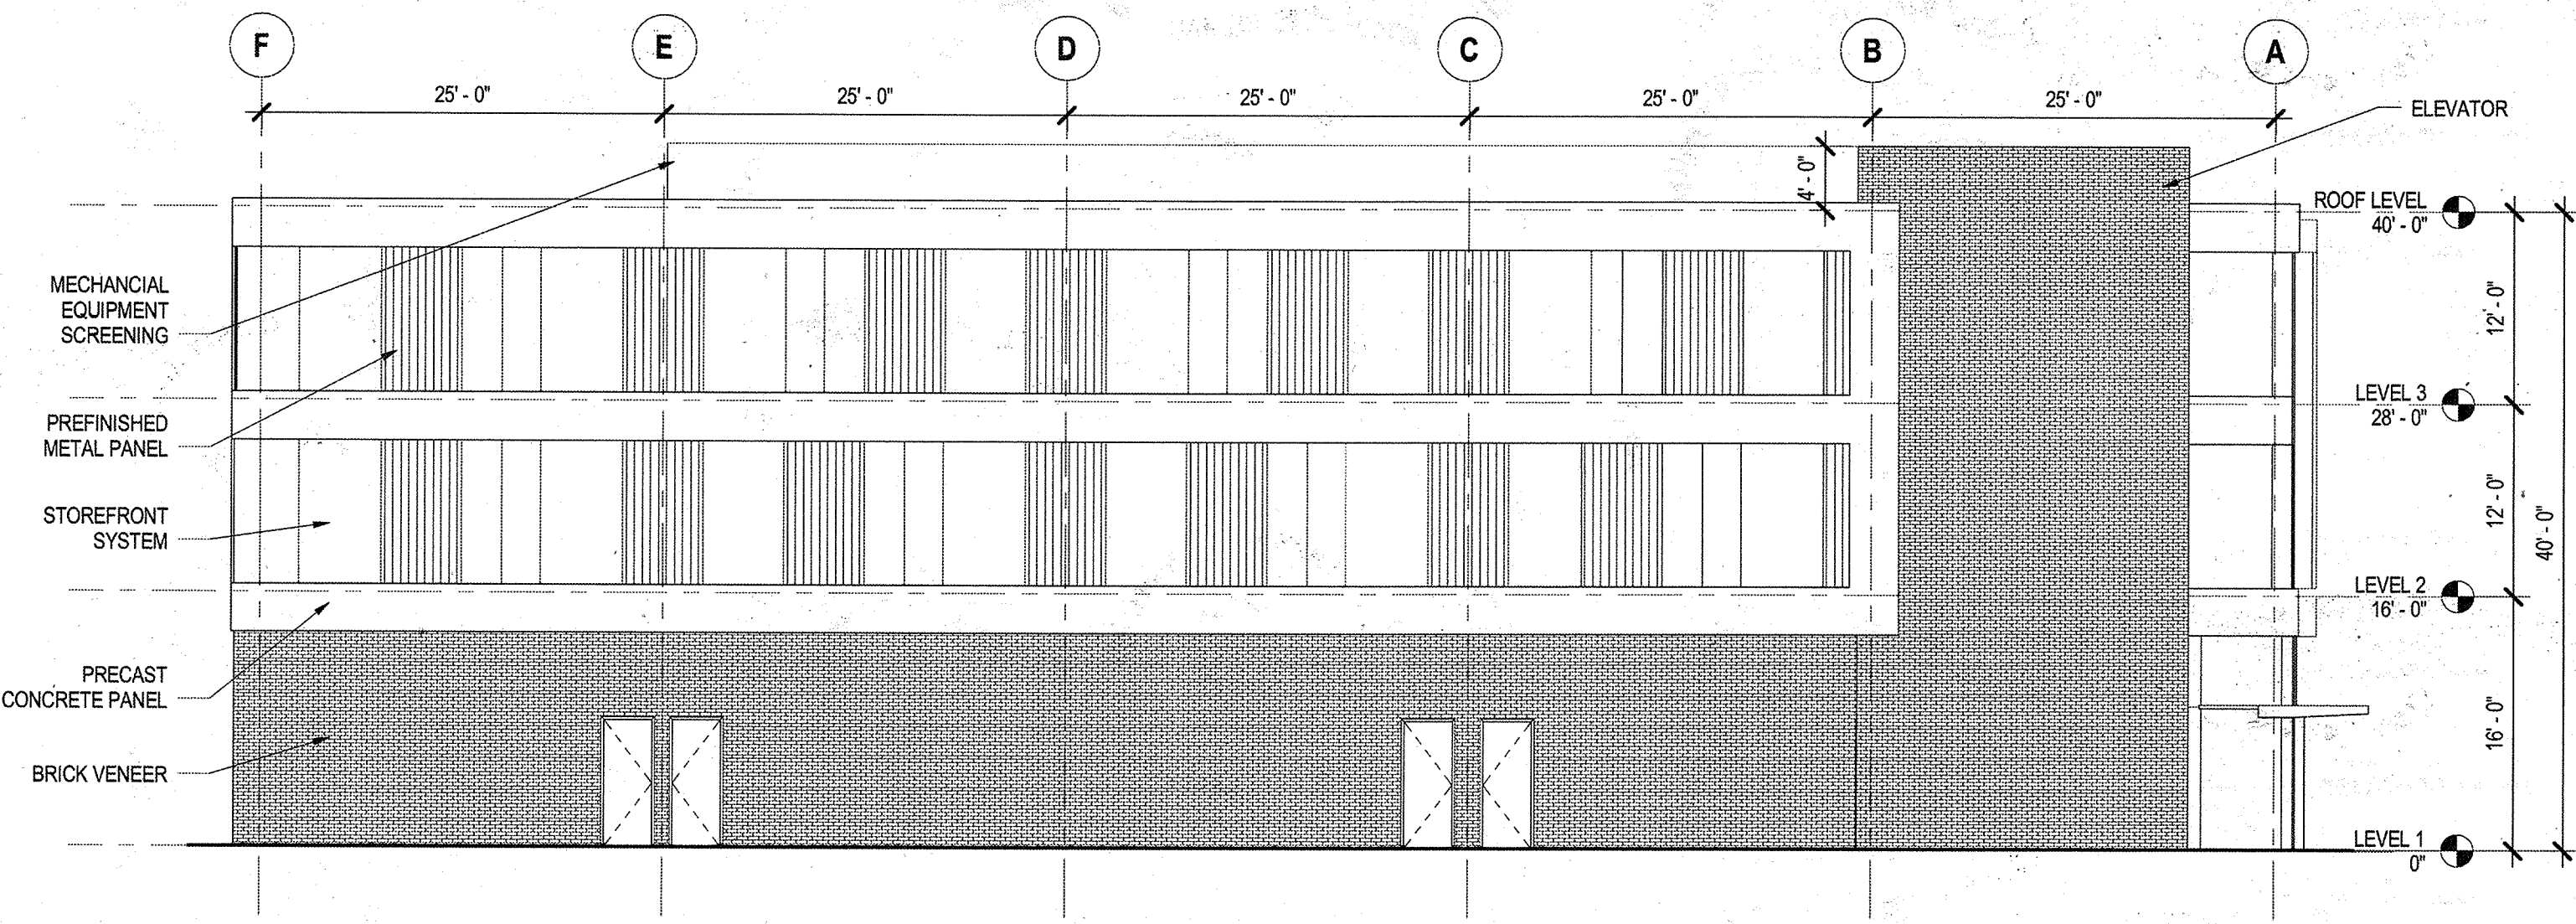 F
E
D
C
B
A
25' - 0"
25' - 0"
25' - 0"
25' - 0"
25' - 0"
ELEVATOR
4' - 0"
ROOF LEVEL
40' - 0"
MECHANCIAL
EQUIPMENT
SCREENING
12' - 0"
LEVEL 3
28' - 0"
PREFINISHED
METAL PANEL
12' - 0"
40' - 0"
STOREFRONT
SYSTEM
LEVEL 2
16' - 0"
PRECAST
CONCRETE PANEL
16' - 0"
BRICK VENEER
LEVEL 1
0"